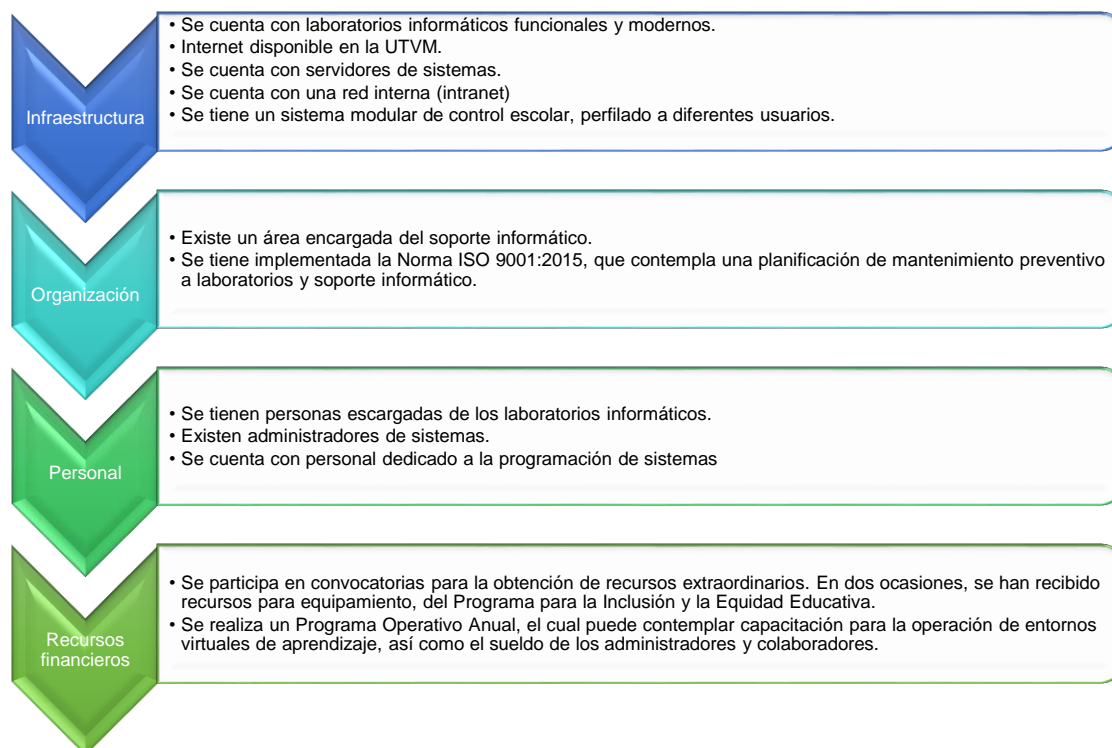 Infraestructura
• Se cuenta con laboratorios informáticos funcionales y modernos.
• Internet disponible en la UTVM.
• Se cuenta con servidores de sistemas.
• Se cuenta con una red interna (intranet)
• Se tiene un sistema modular de control escolar, perfilado a diferentes usuarios.
Organización
• Existe un área encargada del soporte informático.
• Se tiene implementada la Norma ISO 9001:2015, que contempla una planificación de mantenimiento preventivo
a laboratorios y soporte informático.
Personal
• Se tienen personas escargadas de los laboratorios informáticos.
• Existen administradores de sistemas.
• Se cuenta con personal dedicado a la programación de sistemas
Recursos
financieros
• Se participa en convocatorias para la obtención de recursos extraordinarios. En dos ocasiones, se han recibido
recursos para equipamiento, del Programa para la Inclusión y la Equidad Educativa.
• Se realiza un Programa Operativo Anual, el cual puede contemplar capacitación para la operación de entornos
virtuales de aprendizaje, así como el sueldo de los administradores y colaboradores.